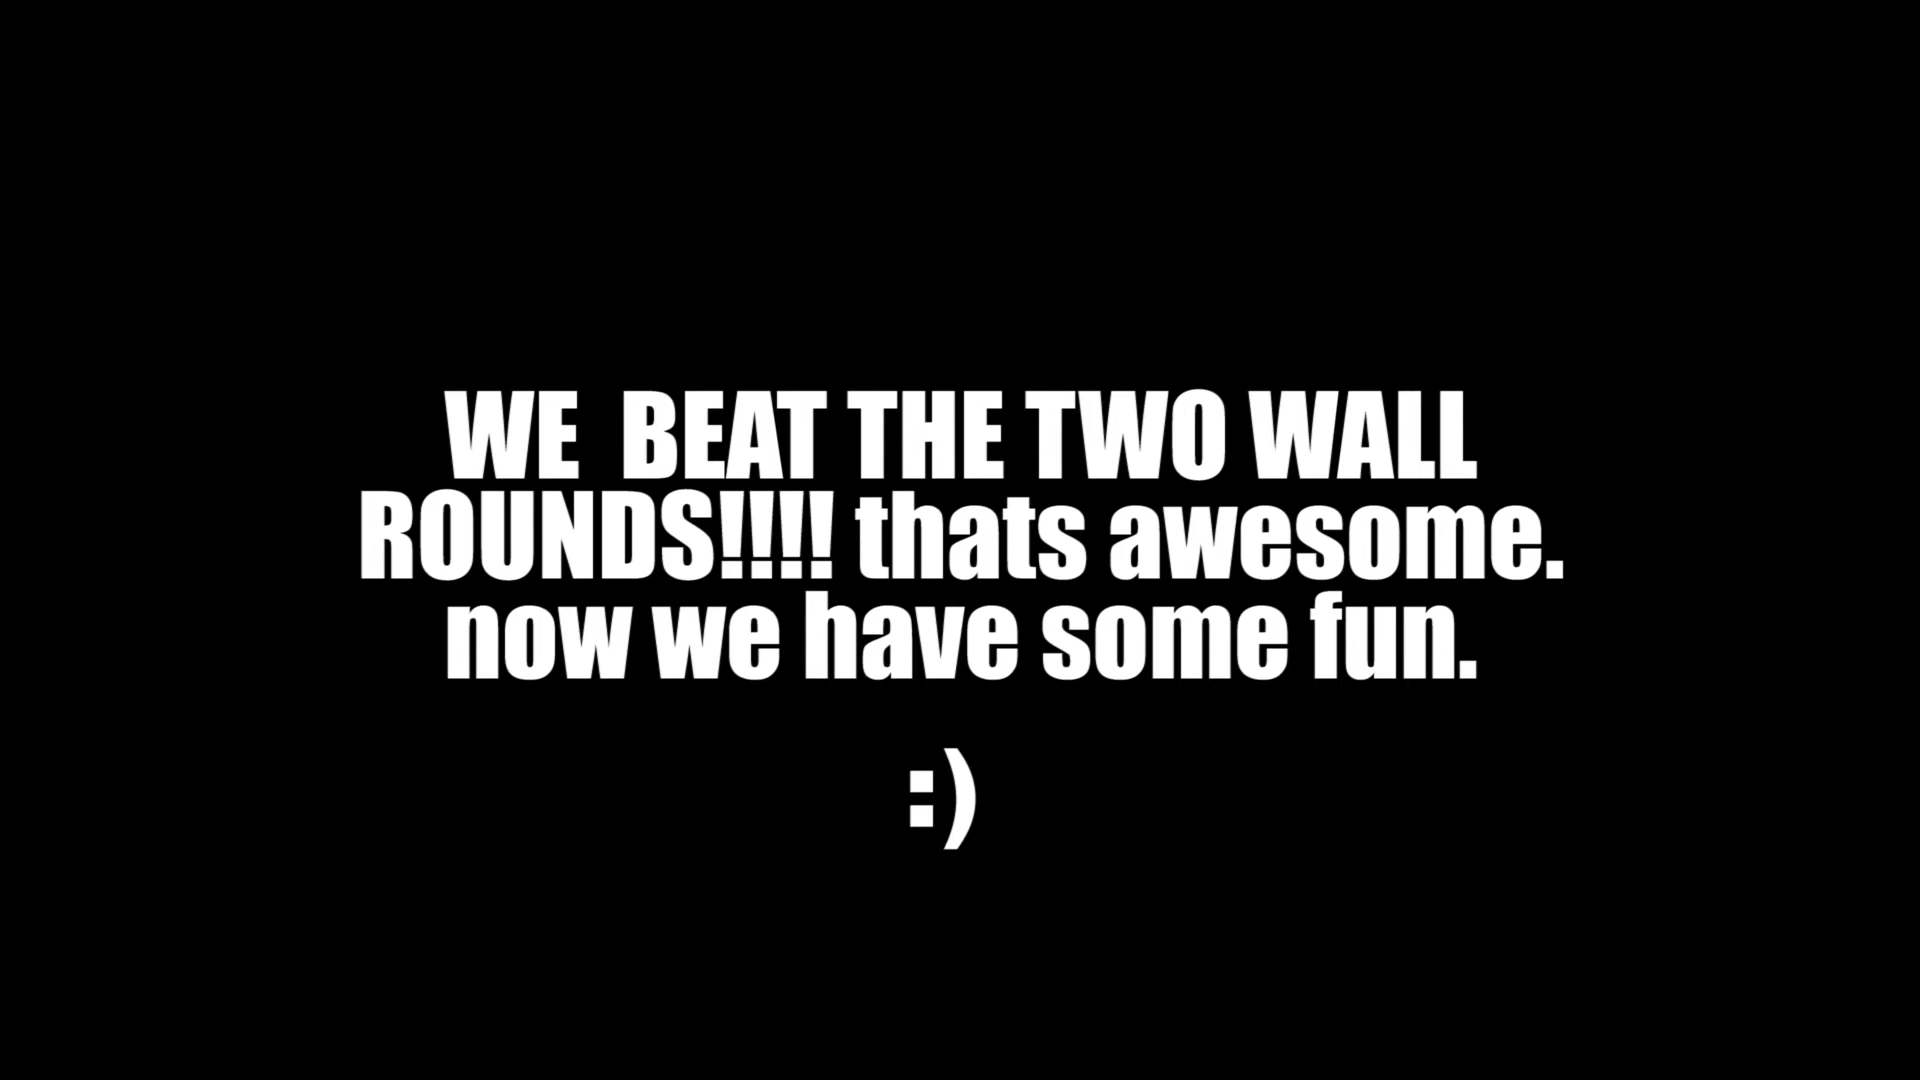 WE  BEAT THE TWO WALL
ROUNDS!!!! thats awesome.
now we have some fun.
:)